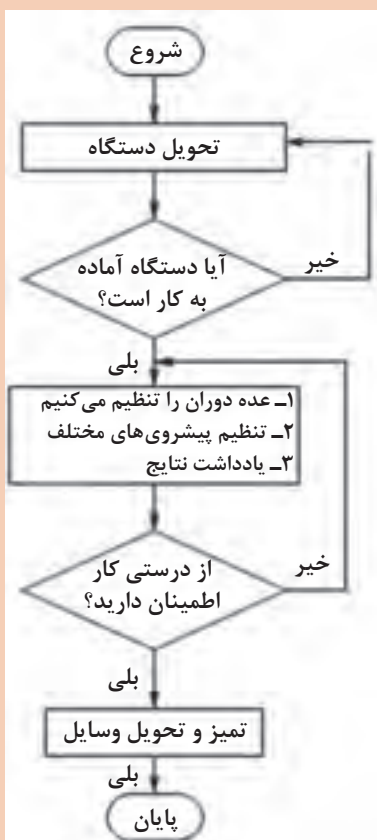 شروع
تحویل دستگاه
آیا دستگاه آماده
به کار است؟
خیر
بلی
۱ـ عده دوران را تنظیم می‌کنیم
۲ـ تنظیم پیشروی‌های مختلف
۳ـ یادداشت نتایج
از درستی کار
اطمینان دارید؟
خیر
بلی
تمیز و تحویل وسایل
بلی
پایان